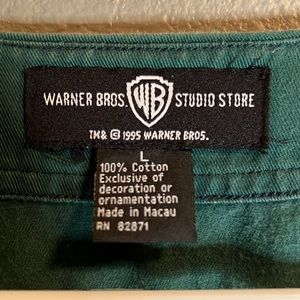 WARNER BROS. WB STUDIO STORE
TM& © 1995 WARNER BROS.
L
100% Cotton
Exclusive of
decoration or
ornamentation
Made in Macau
RN 82871